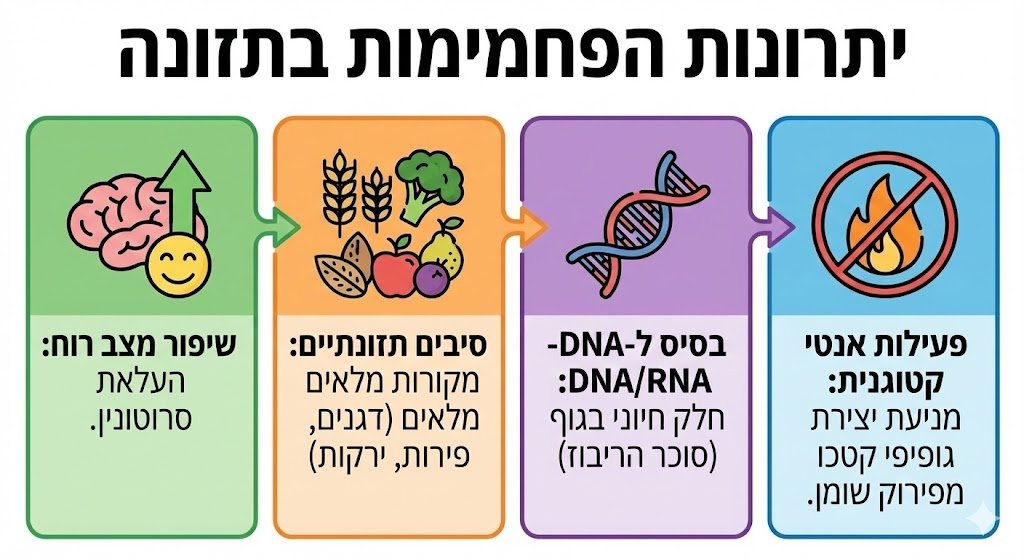 יתרונות הפחמימות בתזונה
פעילות אנטי
קטוגנית:
מניעת יצירת
גופיפי קטכו
מפירוק שומן.
בסיס ל-DNA-
DNA/RNA:
חלק חיוני בגוף
(סוכר הריבוז)
סיבים תזונתיים:
מקורות מלאים
מלאים (דגנים,
פירות, ירקות)
שיפור מצב רוח:
העלאת
סרוטונין.